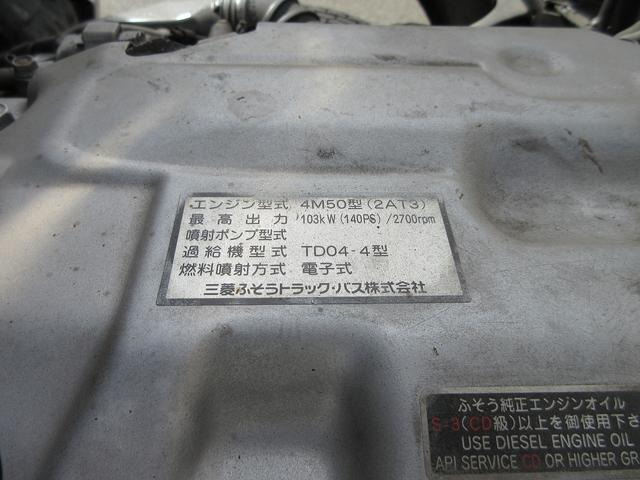 エンジン型式 4M50型(2AT3)
最高出力 103kW(140PS)/2700rpm
噴射ポンプ型式
過給機型式 TD04-4型
燃料噴射方式 電子式
三菱ふそうトラック・バス株式会社
ふそう純正エンジンオイル
S-3(CD級)以上を御使用下さ
USE DIESEL ENGINE OIL
API SERVICE CD OR HIGHER GR